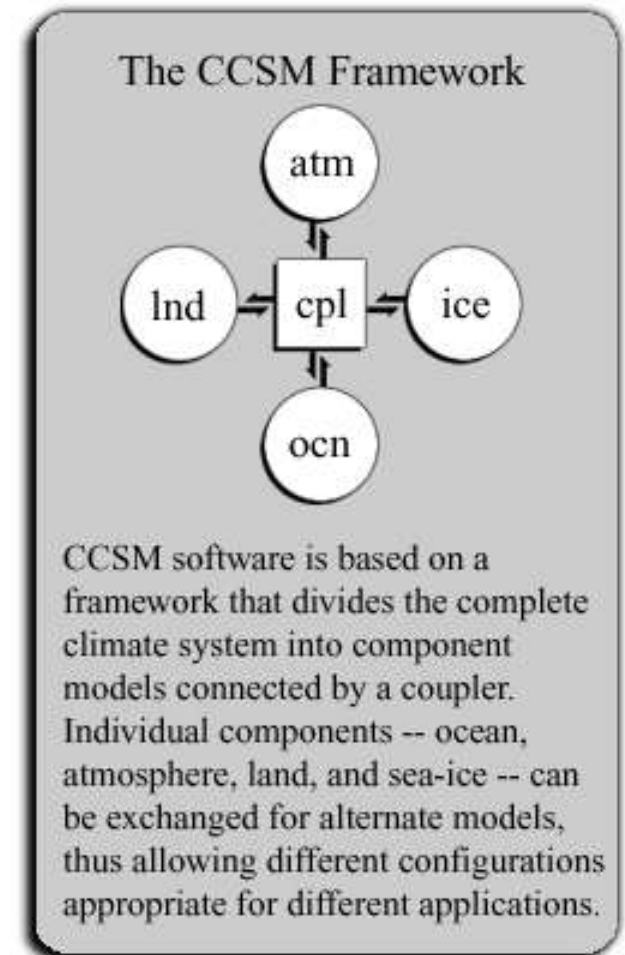 The CCSM Framework
atm
lnd
cpl
ice
ocn
CCSM software is based on a
framework that divides the complete
climate system into component
models connected by a coupler.
Individual components -- ocean,
atmosphere, land, and sea-ice -- can
be exchanged for alternate models,
thus allowing different configurations
appropriate for different applications.